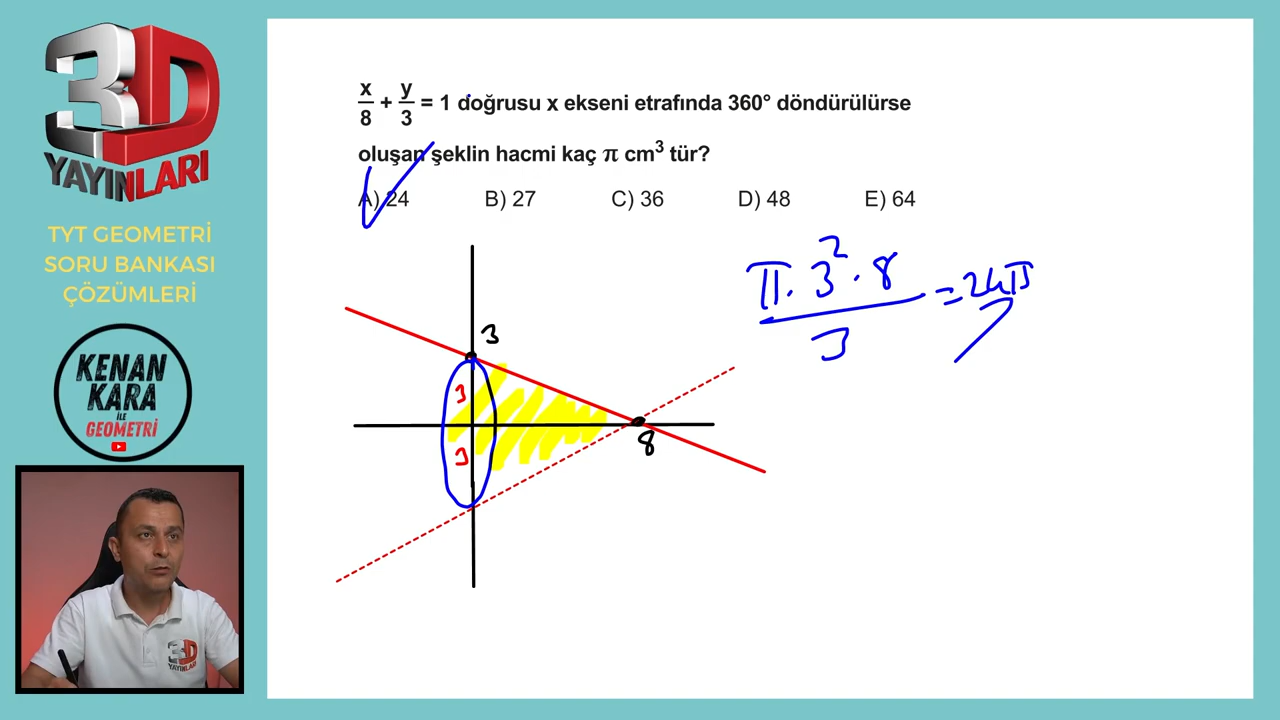 3D
YAYINLARI
TYT GEOMETRİ
SORU BANKASI
ÇÖZÜMLERİ
KENAN
KARA
İLE
GEOMETRİ
3D
YAYINLARI
x/8 + y/3 = 1 doğrusu x ekseni etrafında 360° döndürülürse
oluşan şeklin hacmi kaç π cm³ tür?
A) 24 B) 27 C) 36 D) 48 E) 64
π. 3² . 8 / 3 = 24π
3
3
3
8